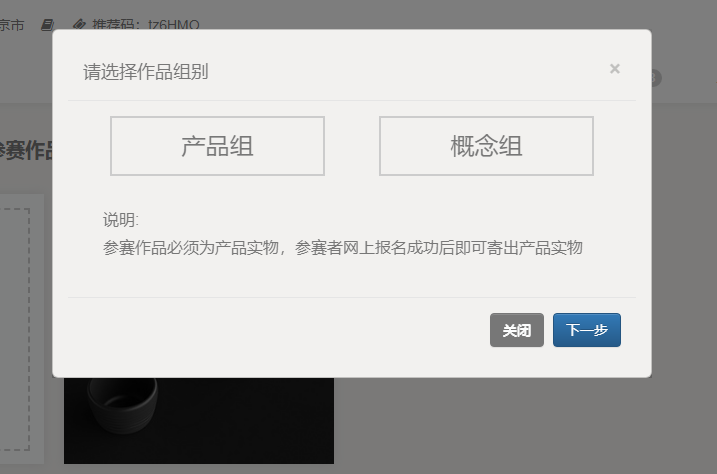 京市 推荐码：tz6HMO
请选择作品组别 ×
参赛作品
产品组 概念组
说明:
参赛作品必须为产品实物，参赛者网上报名成功后即可寄出产品实物
关闭 下一步